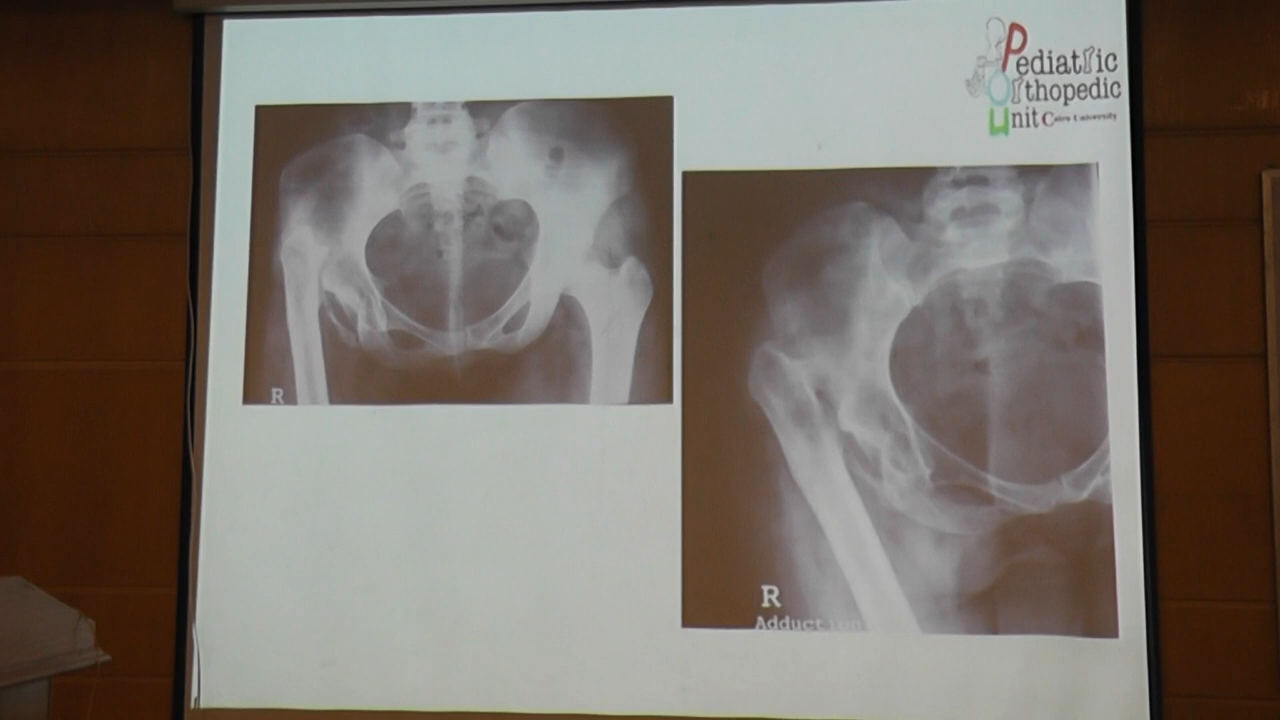 Pediatric
Orthopedic
Unit Cairo University
R
R
Adduction